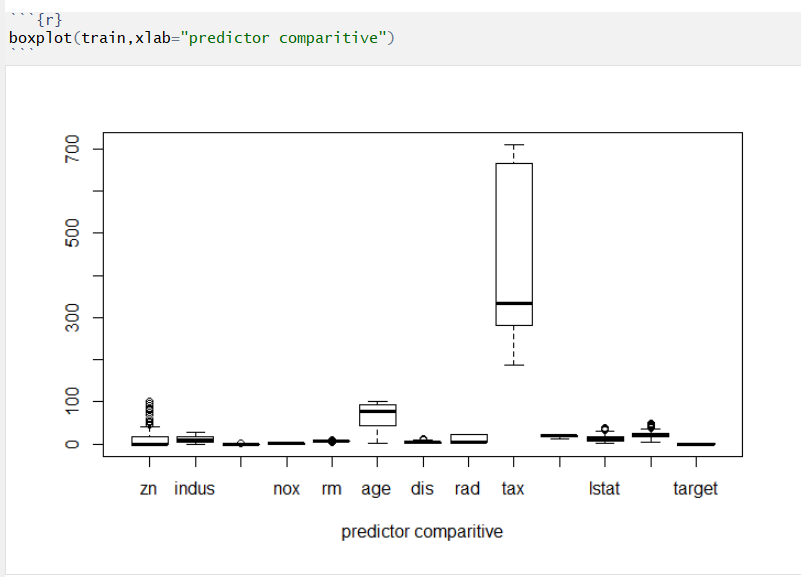 ```{r}
boxplot(train,xlab="predictor comparitive")
```
700
500
300
100
0
zn indus nox rm age dis rad tax lstat target
predictor comparitive